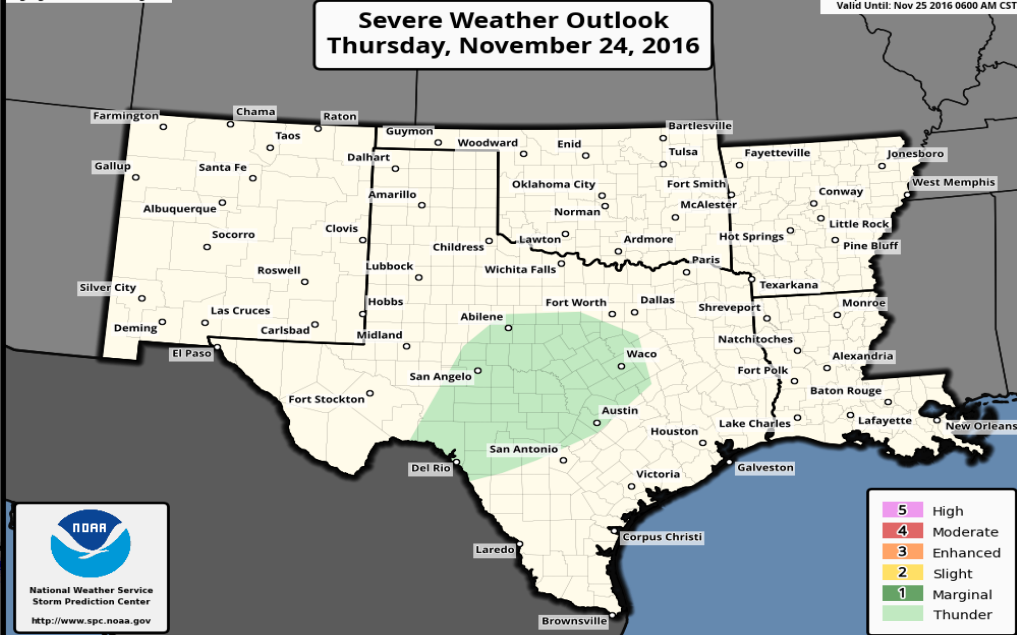 Valid Until: Nov 25 2016 0600 AM CST
Severe Weather Outlook
Thursday, November 24, 2016
Farmington
Chama
Raton
Taos
Guymon
Woodward
Enid
Bartlesville
Tulsa
Fayetteville
Jonesboro
Gallup
Santa Fe
Dalhart
Oklahoma City
Fort Smith
West Memphis
Amarillo
Conway
Albuquerque
Norman
McAlester
Little Rock
Socorro
Clovis
Childress
Lawton
Ardmore
Hot Springs
Pine Bluff
Roswell
Lubbock
Wichita Falls
Paris
Silver City
Texarkana
Las Cruces
Hobbs
Fort Worth
Dallas
Shreveport
Monroe
Deming
Carlsbad
Midland
Abilene
Natchitoches
El Paso
Waco
Alexandria
San Angelo
Fort Polk
Fort Stockton
Baton Rouge
Austin
Lake Charles
Lafayette
New Orleans
Houston
San Antonio
Del Rio
Victoria
Galveston
Corpus Christi
Laredo
Brownsville
NOAA
National Weather Service
Storm Prediction Center
http://www.spc.noaa.gov
5 High
4 Moderate
3 Enhanced
2 Slight
1 Marginal
Thunder